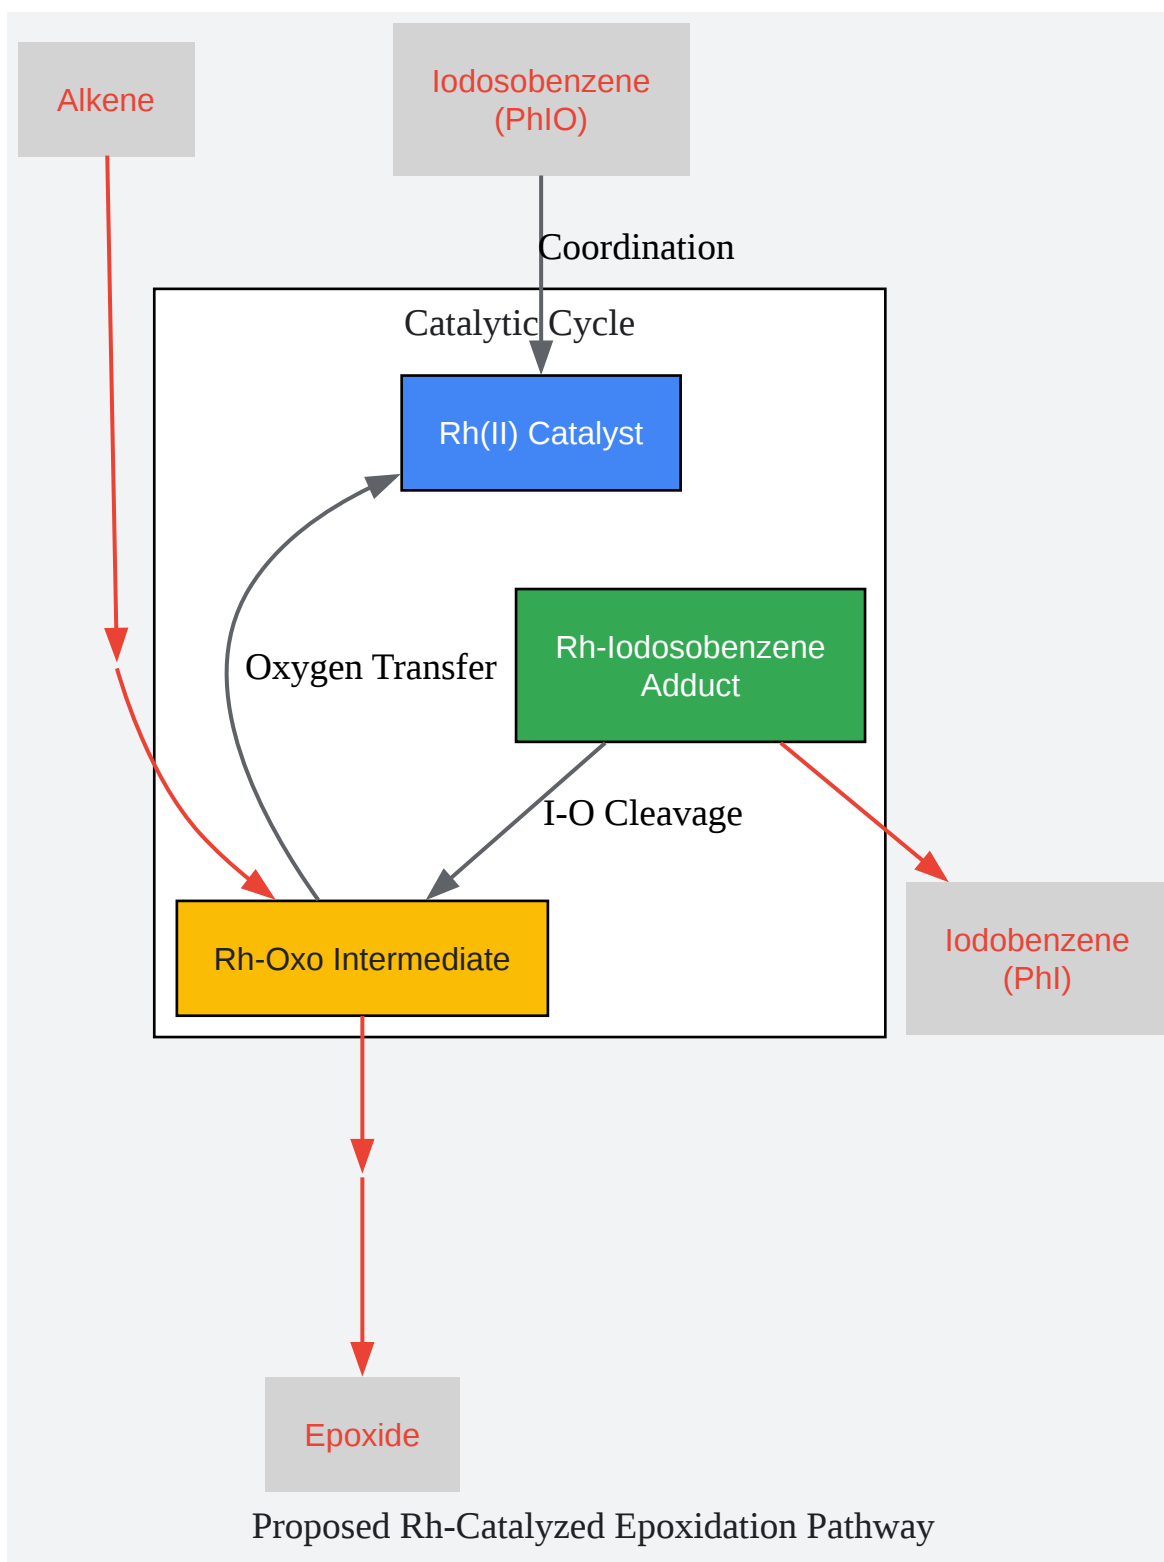 Alkene
Iodosobenzene
(PhIO)
Coordination
Catalytic Cycle
Rh(II) Catalyst
Rh-Iodosobenzene
Adduct
Oxygen Transfer
I-O Cleavage
Rh-Oxo Intermediate
Iodobenzene
(PhI)
Epoxide
Proposed Rh-Catalyzed Epoxidation Pathway